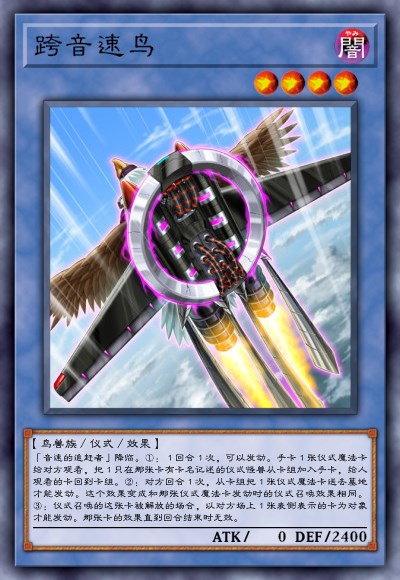 跨音速鸟
やみ
闇
【鸟兽族/仪式/效果】
「音速的追赶者」降临。①：1回合1次，可以发动。手卡1张仪式魔法卡
给对方观看，把1只在那张卡有卡名记述的仪式怪兽从卡组加入手卡，给人
观看的卡回到卡组。②：对方回合1次，从卡组把1张仪式魔法卡送去墓地
才能发动。这个效果变成和那张仪式魔法卡发动时的仪式召唤效果相同。
③：仪式召唤的这张卡被解放的场合，以对方场上1张表侧表示的卡为对象
才能发动。那张卡的效果直到回合结束时无效。
ATK/ 0 DEF/2400